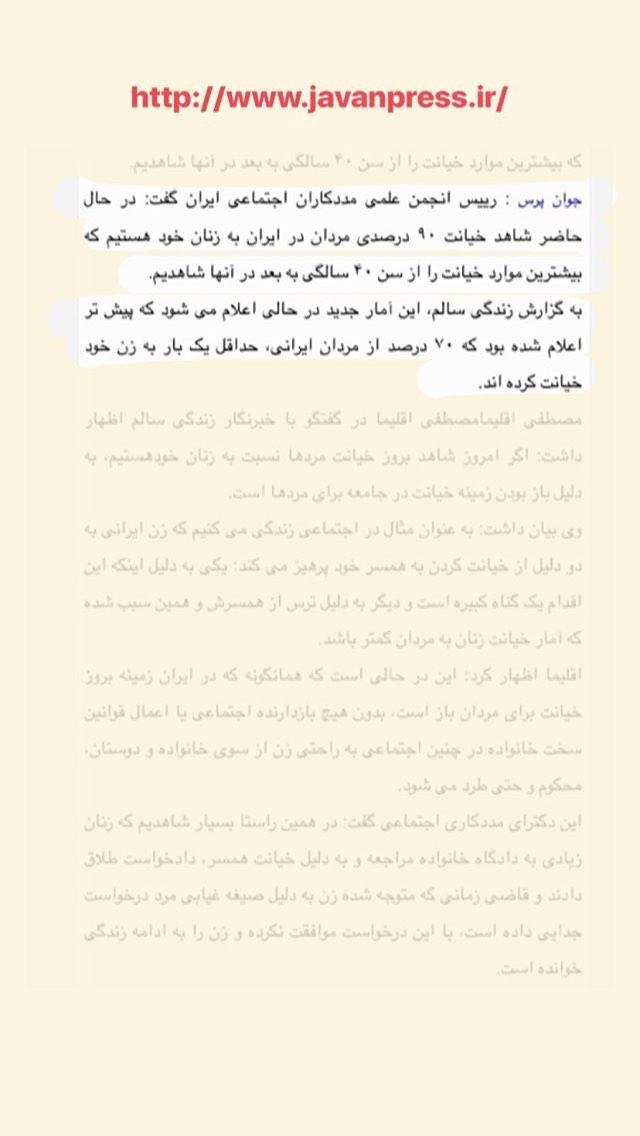 http://www.javanpress.ir/
که بیشترین موارد خیانت را از سن ۴۰ سالگی به بعد در آنها شاهدیم.
جوان پرس : رییس انجمن علمی مددکاران اجتماعی ایران گفت: در حال
حاضر شاهد خیانت ۹۰ درصدی مردان در ایران به زنان خود هستیم که
بیشترین موارد خیانت را از سن ۴۰ سالگی به بعد در آنها شاهدیم.
به گزارش زندگی سالم، این آمار جدید در حالی اعلام می شود که پیش تر
اعلام شده بود که ۷۰ درصد از مردان ایرانی، حداقل یک بار به زن خود
خیانت کرده اند.
مصطفی اقلیمامصطفی اقلیما در گفتگو با خبرنگار زندگی سالم اظهار
داشت: اگر امروز شاهد بروز خیانت مردها نسبت به زنان خودهستیم، به
دلیل باز بودن زمینه خیانت در جامعه برای مردها است.
وی بیان داشت: به عنوان مثال در اجتماعی زندگی می کنیم که زن ایرانی به
دو دلیل از خیانت کردن به همسر خود پرهیز می کند؛ یکی به دلیل اینکه این
اقدام یک گناه کبیره است و دیگر به دلیل ترس از همسرش و همین سبب شده
که آمار خیانت زنان به مردان کمتر باشد.
اقلیما اظهار کرد: این در حالی است که همانگونه که در ایران زمینه بروز
خیانت برای مردان باز است، بدون هیچ بازدارنده اجتماعی یا اعمال قوانین
سخت خانواده در چنین اجتماعی به راحتی زن از سوی خانواده و دوستان،
محکوم و حتی طرد می شود.
این دکترای مددکاری اجتماعی گفت: در همین راستا بسیار شاهدیم که زنان
زیادی به دادگاه خانواده مراجعه و به دلیل خیانت همسر، دادخواست طلاق
دادند و قاضی زمانی که متوجه شده زن به دلیل صیغه غیابی مرد درخواست
جدایی داده است، با این درخواست موافقت نکرده و زن را به ادامه زندگی
خوانده است.